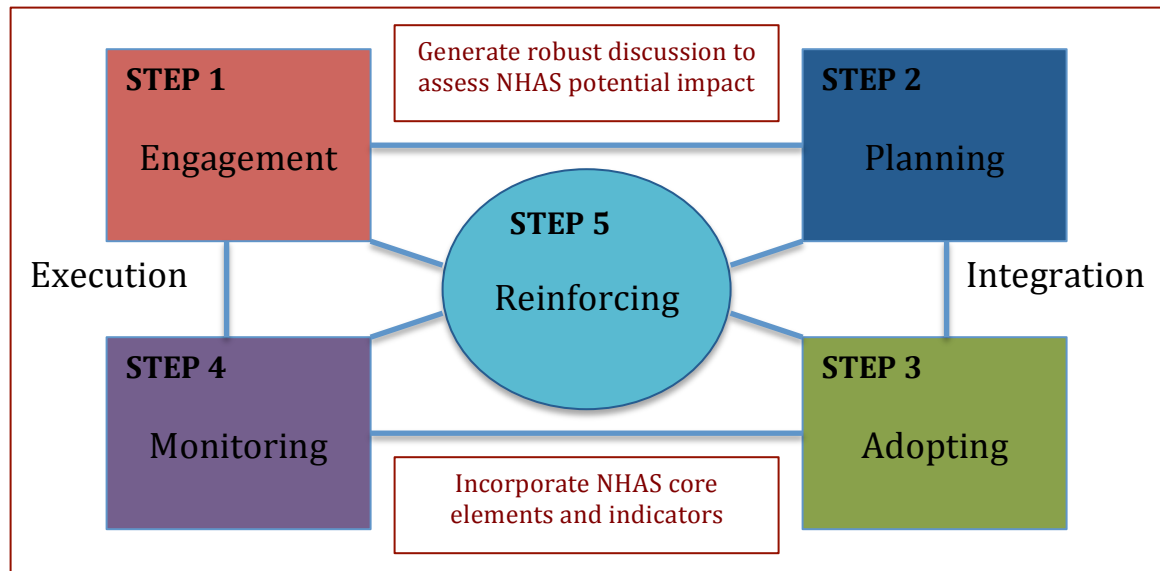 Generate robust discussion to
assess NHAS potential impact
STEP 1
Engagement
STEP 2
Planning
STEP 5
Reinforcing
Execution
Integration
STEP 4
Monitoring
STEP 3
Adopting
Incorporate NHAS core
elements and indicators